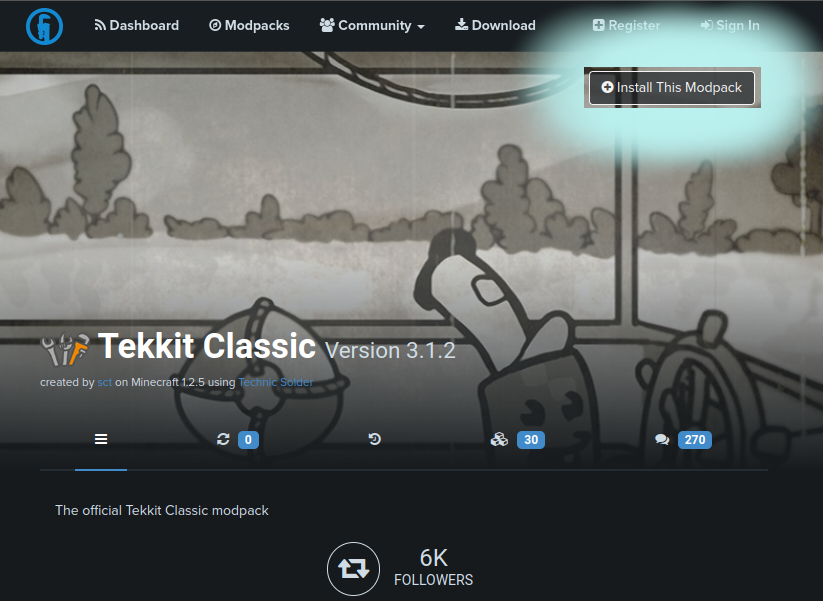 Dashboard Modpacks Community Download Register Sign In
Install This Modpack
Tekkit Classic Version 3.1.2
created by sct on Minecraft 1.2.5 using Technic Solder
0 30 270
The official Tekkit Classic modpack
6K
FOLLOWERS